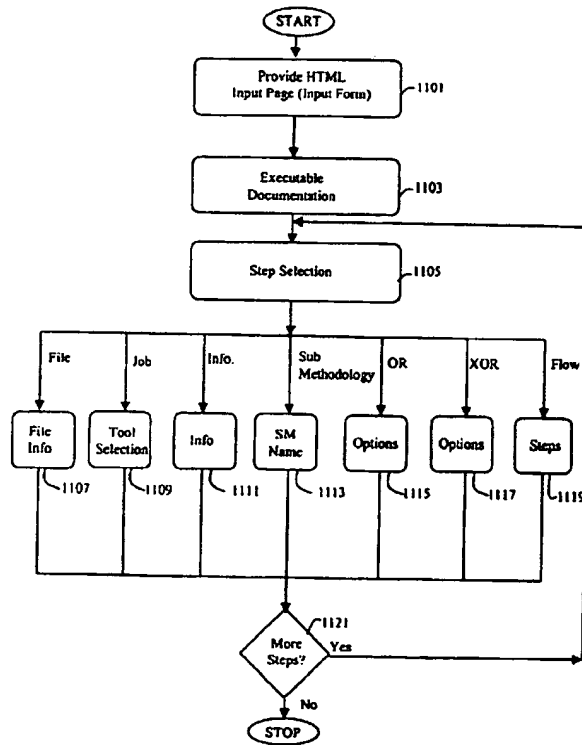 START
Provide HTML
Input Page (Input Form)
1101
Executable
Documentation
1103
Step Selection
1105
File
Job
Info.
Sub
Methodology
OR
XOR
Flow
File
Info
Tool
Selection
Info
SM
Name
Options
Options
Steps
1107
1109
1111
1113
1115
1117
1119
1121
More
Steps?
Yes
No
STOP